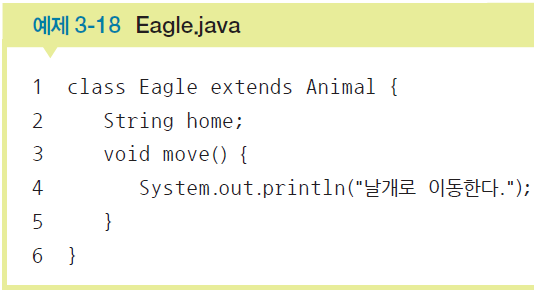 예제 3-18 Eagle.java
1 class Eagle extends Animal {
2 String home;
3 void move() {
4 System.out.println("날개로 이동한다.");
5 }
6 }